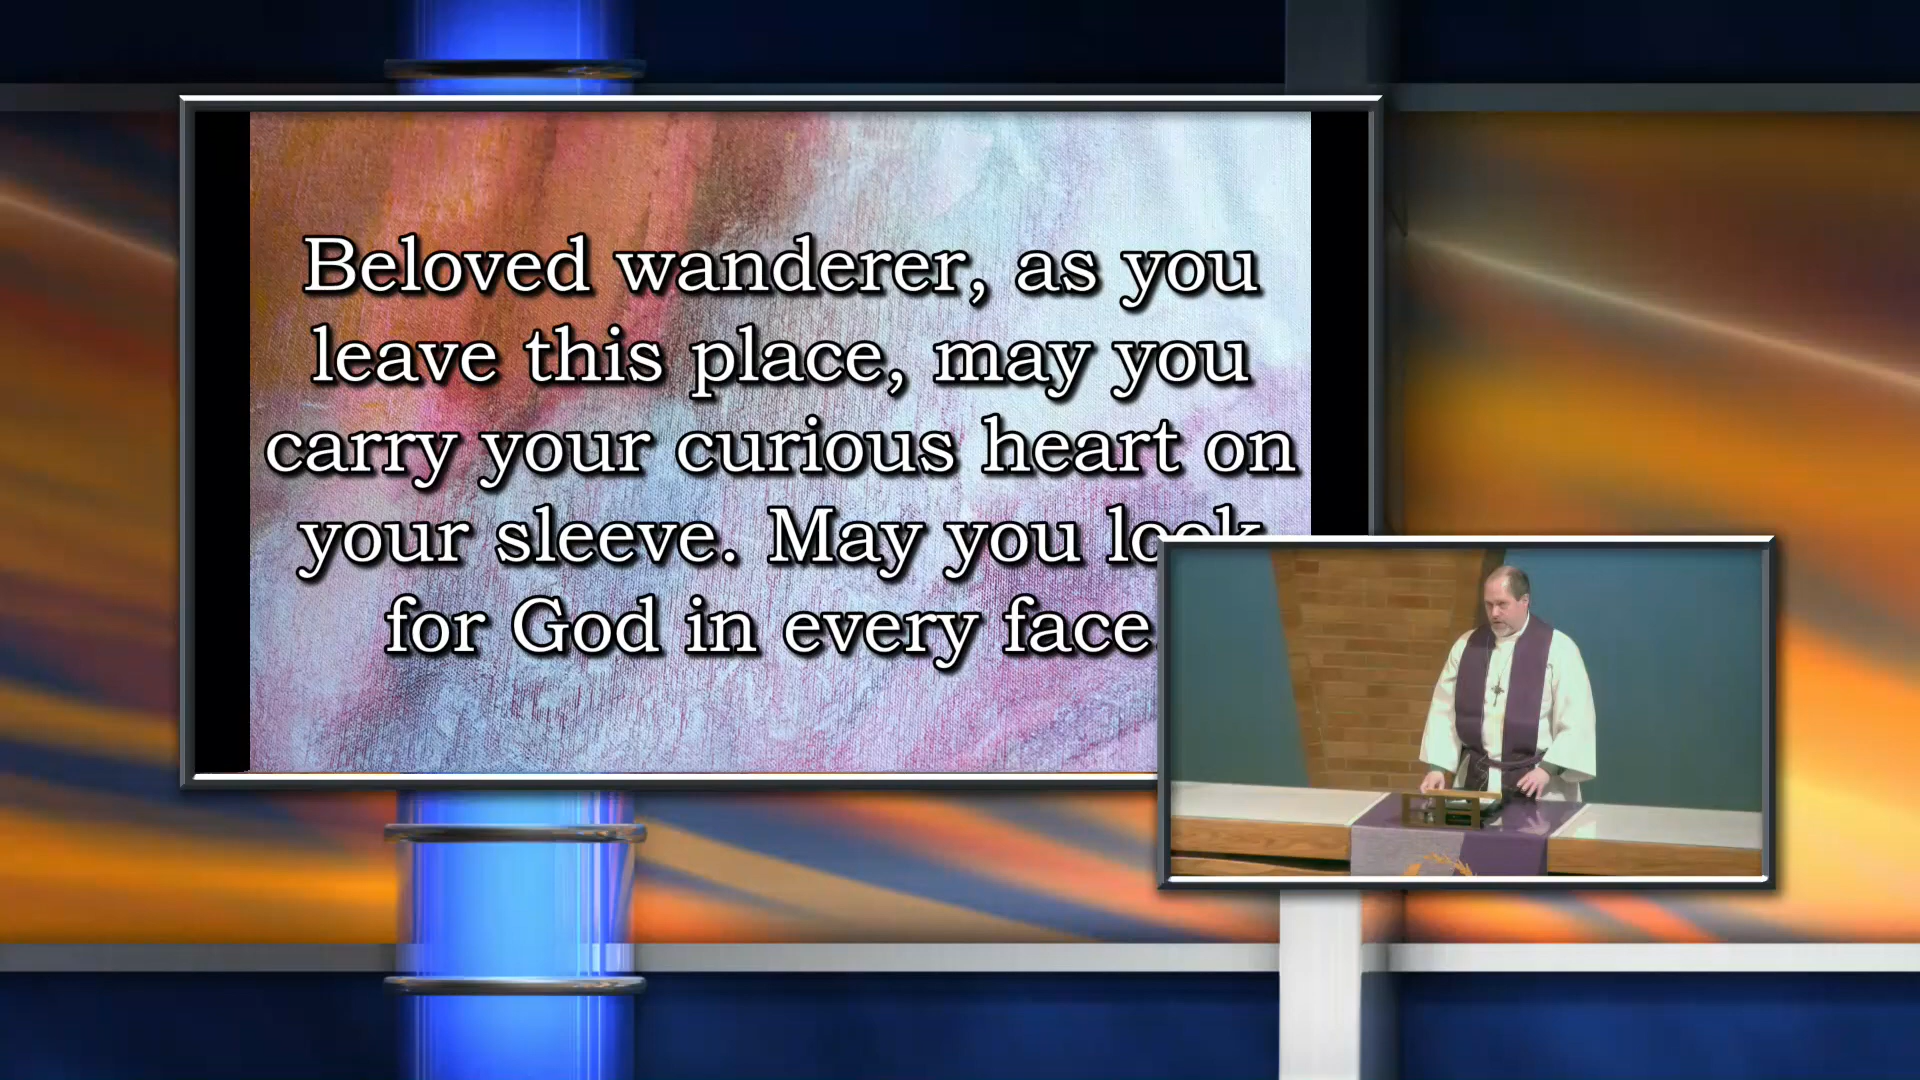 Beloved wanderer, as you
leave this place, may you
carry your curious heart on
your sleeve. May you look
for God in every face.